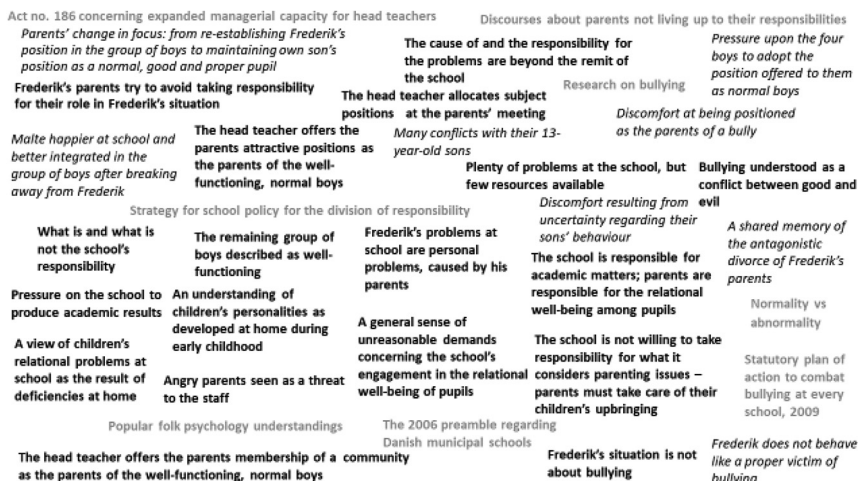 Act no. 186 concerning expanded managerial capacity for head teachers
Discourses about parents not living up to their responsibilities
Parents’ change in focus: from re-establishing Frederik’s
position in the group of boys to maintaining own son’s
position as a normal, good and proper pupil
The cause of and the responsibility for
the problems are beyond the remit of
the school
Pressure upon the four
boys to adopt the
position offered to them
as normal boys
Frederik’s parents try to avoid taking responsibility
for their role in Frederik’s situation
Research on bullying
The head teacher allocates subject
positions at the parents’ meeting
Discomfort at being positioned
as the parents of a bully
Malte happier at school and
better integrated in the
group of boys after breaking
away from Frederik
The head teacher offers the
parents attractive positions as
the parents of the well-
functioning, normal boys
Many conflicts with their 13-
year-old sons
Plenty of problems at the school, but
few resources available
Bullying understood as a
conflict between good and
evil
Strategy for school policy for the division of responsibility
Discomfort resulting from
uncertainty regarding their
sons’ behaviour
A shared memory of
the antagonistic
divorce of Frederik’s
parents
What is and what is
not the school’s
responsibility
The remaining group of
boys described as well-
functioning
Frederik’s problems at
school are personal
problems, caused by his
parents
The school is responsible for
academic matters; parents are
responsible for the relational
well-being among pupils
Pressure on the school to
produce academic results
An understanding of
children’s personalities as
developed at home during
early childhood
Normality vs
abnormality
A general sense of
unreasonable demands
concerning the school’s
engagement in the relational
well-being of pupils
The school is not willing to take
responsibility for what it
considers parenting issues –
parents must take care of their
children’s upbringing
A view of children’s
relational problems at
school as the result of
deficiencies at home
Angry parents seen as a threat
to the staff
Statutory plan of
action to combat
bullying at every
school, 2009
Popular folk psychology understandings
The 2006 preamble regarding
Danish municipal schools
The head teacher offers the parents membership of a community
as the parents of the well-functioning, normal boys
Frederik’s situation is not
about bullying
Frederik does not behave
like a proper victim of
bullying